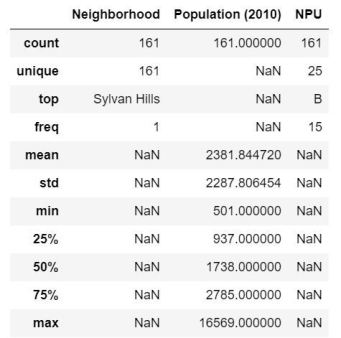 Neighborhood Population (2010) NPU
count 161 161.000000 161
unique 161 NaN 25
top Sylvan Hills NaN B
freq 1 NaN 15
mean NaN 2381.844720 NaN
std NaN 2287.806454 NaN
min NaN 501.000000 NaN
25% NaN 937.000000 NaN
50% NaN 1738.000000 NaN
75% NaN 2785.000000 NaN
max NaN 16569.000000 NaN